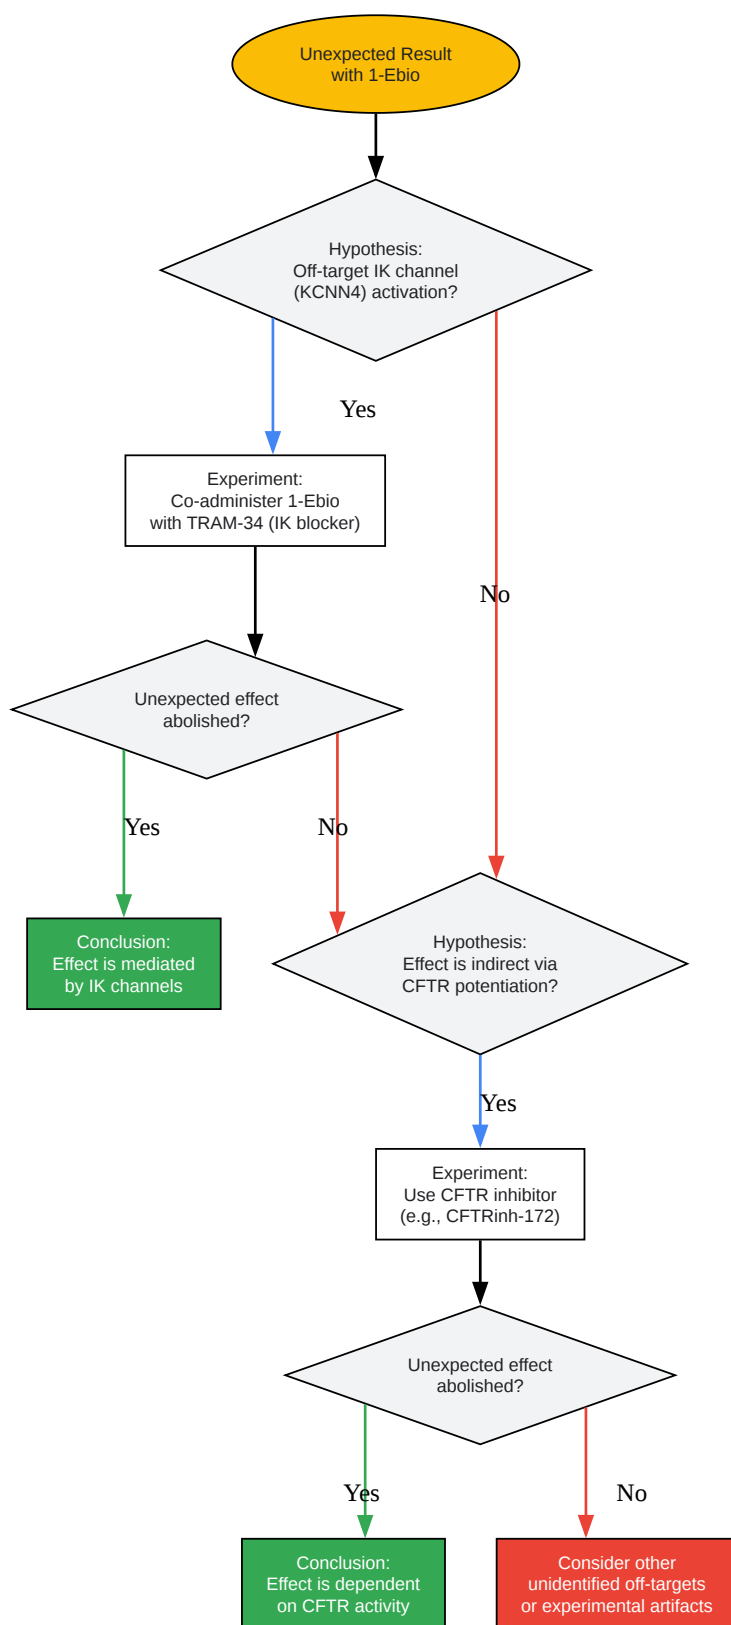 Unexpected Result
with 1-Ebio
Hypothesis:
Off-target IK channel
(KCNN4) activation?
Yes
Experiment:
Co-administer 1-Ebio
with TRAM-34 (IK blocker)
No
Unexpected effect
abolished?
Yes
No
Conclusion:
Effect is mediated
by IK channels
Hypothesis:
Effect is indirect via
CFTR potentiation?
Yes
Experiment:
Use CFTR inhibitor
(e.g., CFTRinh-172)
Unexpected effect
abolished?
Yes
No
Conclusion:
Effect is dependent
on CFTR activity
Consider other
unidentified off-targets
or experimental artifacts